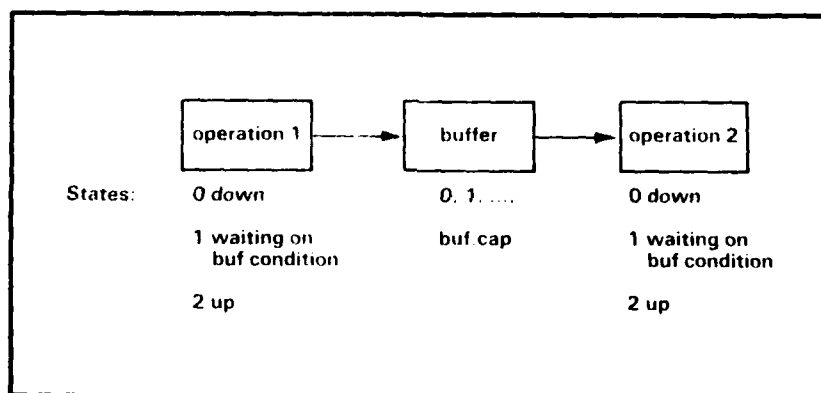 operation 1
buffer
operation 2
States:
0 down
0, 1, ....,
0 down
1 waiting on
buf condition
buf.cap
1 waiting on
buf condition
2 up
2 up